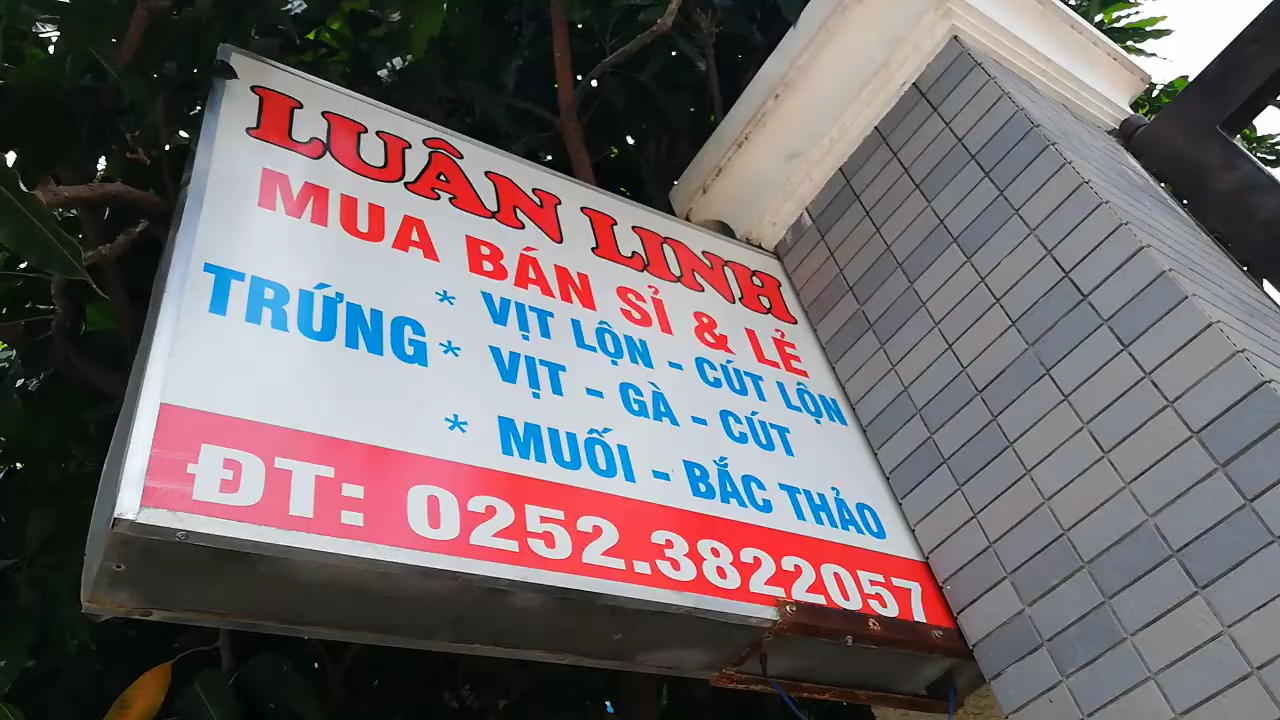 LUÂN LINH
MUA BÁN SỈ & LẺ
TRỨNG * VỊT LỘN - CÚT LỘN
* VỊT - GÀ - CÚT
* MUỐI - BẮC THẢO
ĐT: 0252.3822057